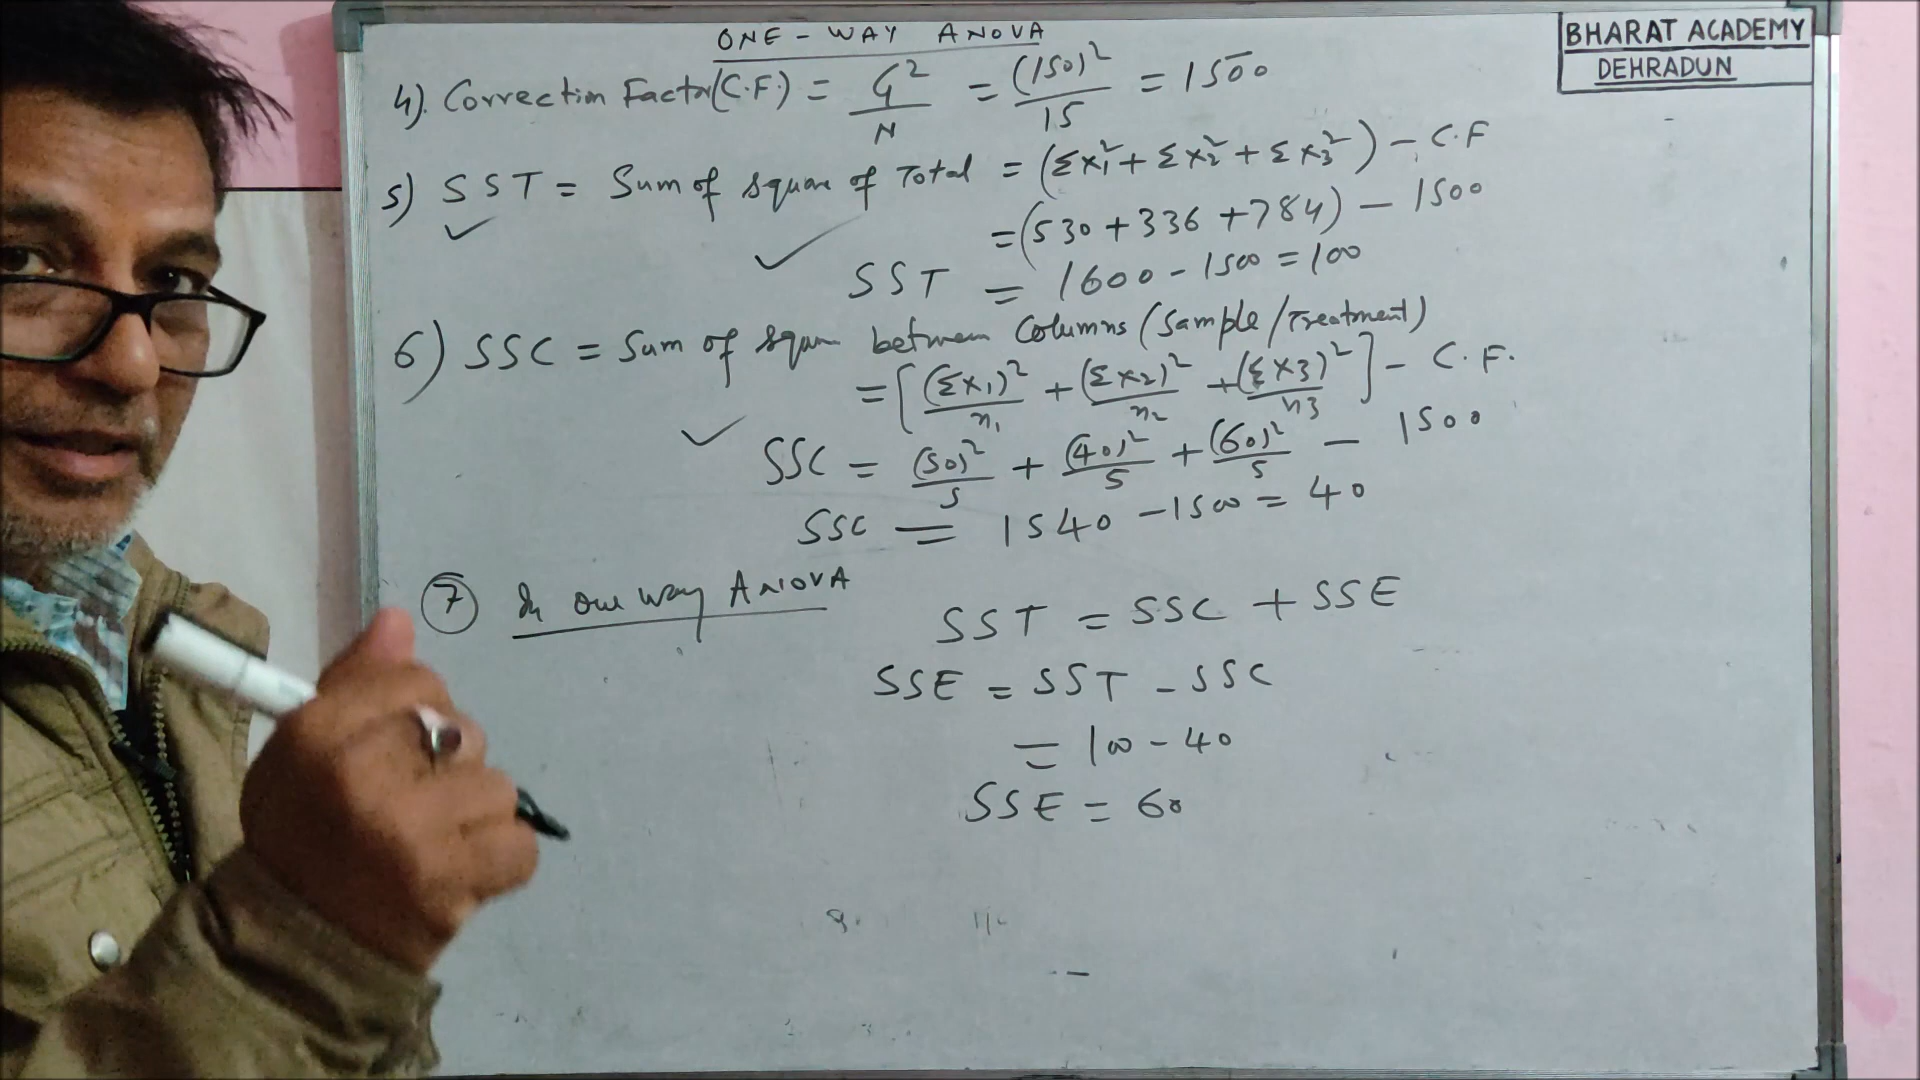 ONE - WAY ANOVA
BHARAT ACADEMY
DEHRADUN
4). Correction Factor (C.F.) = G²/N = (150)²/15 = 1500
5) SST = Sum of square of Total = (Σx₁² + Σx₂² + Σx₃²) - C.F
= (530 + 336 + 784) - 1500
SST = 1600 - 1500 = 100
6) SSC = Sum of squan between Columns (Sample/Treatment)
= [(Σx₁)²/n₁ + (Σx₂)²/n₂ + (Σx₃)²/n3] - C.F.
SSC = (50)²/5 + (40)²/5 + (60)²/5 - 1500
SSC = 1540 - 1500 = 40
7 In one way ANOVA
SST = SSC + SSE
SSE = SST - SSC
= 100 - 40
SSE = 60